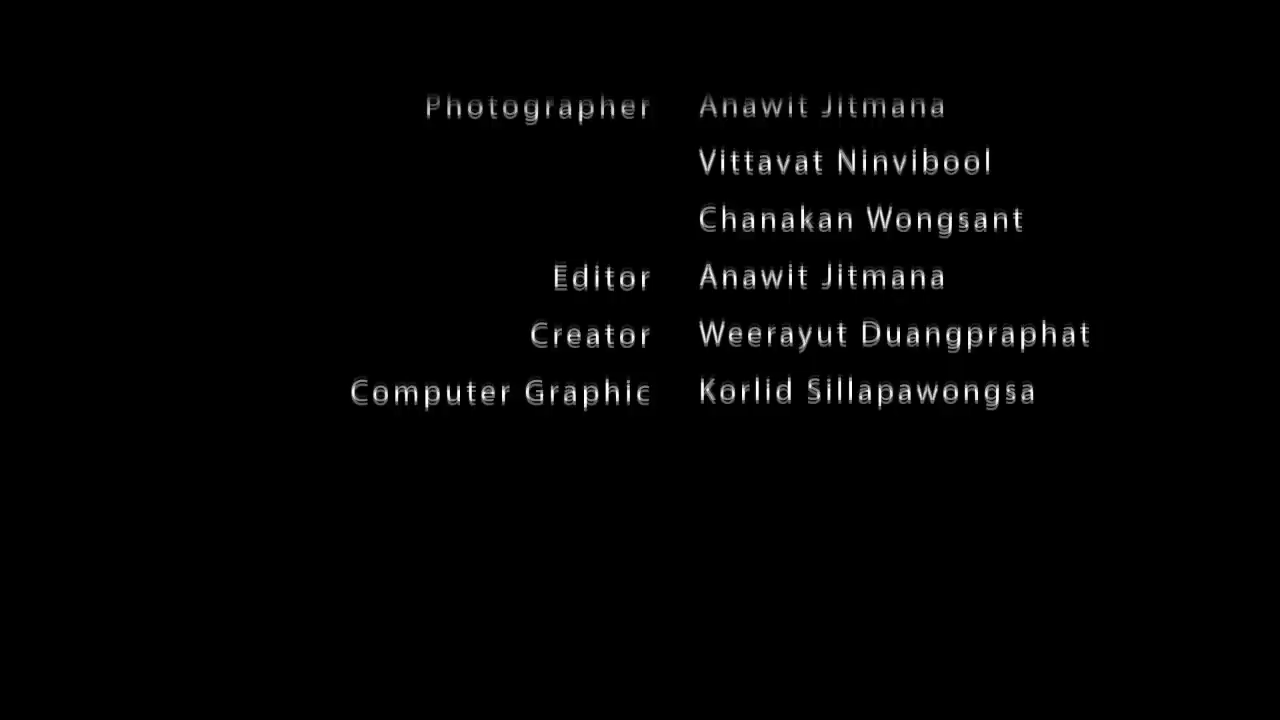 Photographer Anawit Jitmana
Vittavat Ninvibool
Chanakan Wongsant
Editor Anawit Jitmana
Creator Weerayut Duangpraphat
Computer Graphic Korlid Sillapawongsa